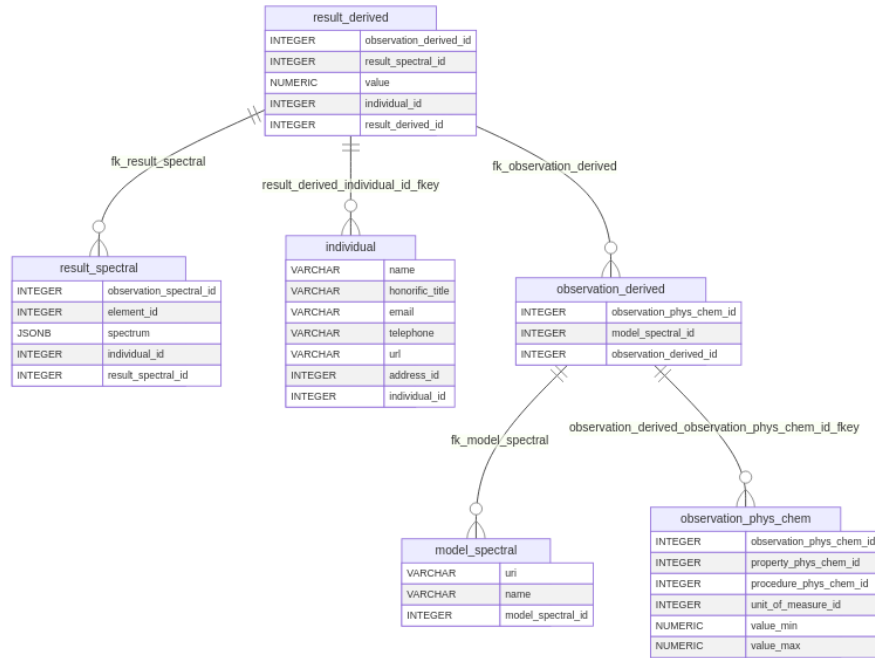 result_derived
INTEGER observation_derived_id
INTEGER result_spectral_id
NUMERIC value
INTEGER individual_id
INTEGER result_derived_id
fk_result_spectral
fk_observation_derived
result_derived_individual_id_fkey
result_spectral
INTEGER observation_spectral_id
INTEGER element_id
JSONB spectrum
INTEGER individual_id
INTEGER result_spectral_id
individual
VARCHAR name
VARCHAR honorific_title
INTEGER email
VARCHAR telephone
VARCHAR url
INTEGER address_id
INTEGER individual_id
observation_derived
INTEGER observation_phys_chem_id
INTEGER model_spectral_id
INTEGER observation_derived_id
fk_model_spectral
observation_derived_observation_phys_chem_id_fkey
model_spectral
VARCHAR uri
VARCHAR name
INTEGER model_spectral_id
observation_phys_chem
INTEGER observation_phys_chem_id
INTEGER property_phys_chem_id
INTEGER procedure_phys_chem_id
INTEGER unit_of_measure_id
NUMERIC value_min
NUMERIC value_max